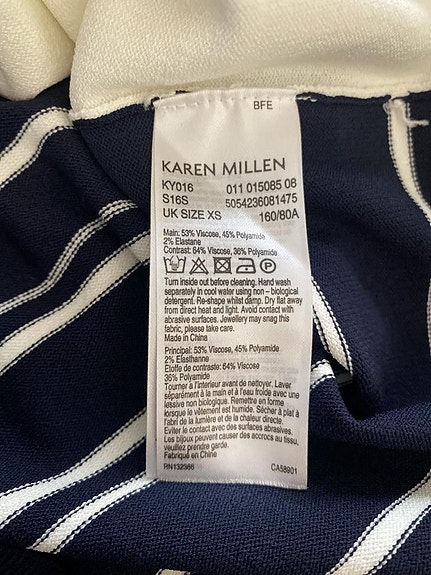 BFE
KAREN MILLEN
KY016 011 015085 08
S16S 5054236081475
UK SIZE XS 160/80A
Main: 53% Viscose, 45% Polyamide
2% Elastane
Contrast: 64% Viscose, 36% Polyamide
Turn inside out before cleaning. Hand wash
separately in cool water using non – biological
detergent. Re-shape whilst damp. Dry flat away
from direct heat and light. Avoid contact with
abrasive surfaces. Jewellery may snag this
fabric, please take care.
Made in China
Principal: 53% Viscose, 45% Polyamide
2% Elasthanne
Etoffe de contraste: 64% Viscose
36% Polyamide
Tourner a l'interieur avant de nettoyer. Laver
séparément à la main et à l'eau froide avec une
lessive non biologique. Remettre en forme
lorsque le vêtement est humide. Sécher à plat à
l'abri de la lumière et de la chaleur directe.
Eviter le contact avec des surfaces abrasives.
Les bijoux peuvent causer des accrocs au tissu,
veuillez prendre garde.
Fabriqué en Chine
RN132366 CA58901